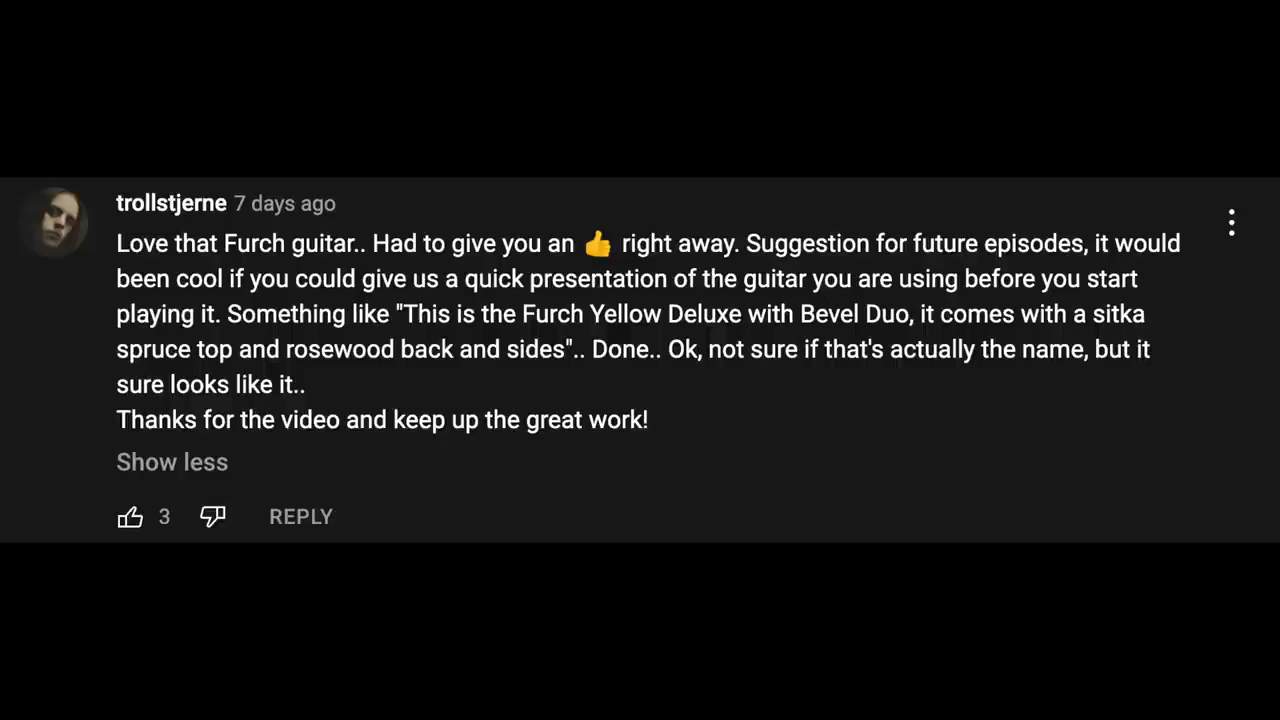 trollstjerne 7 days ago
Love that Furch guitar.. Had to give you an 👍 right away. Suggestion for future episodes, it would
been cool if you could give us a quick presentation of the guitar you are using before you start
playing it. Something like "This is the Furch Yellow Deluxe with Bevel Duo, it comes with a sitka
spruce top and rosewood back and sides".. Done.. Ok, not sure if that's actually the name, but it
sure looks like it..
Thanks for the video and keep up the great work!
Show less
3 REPLY